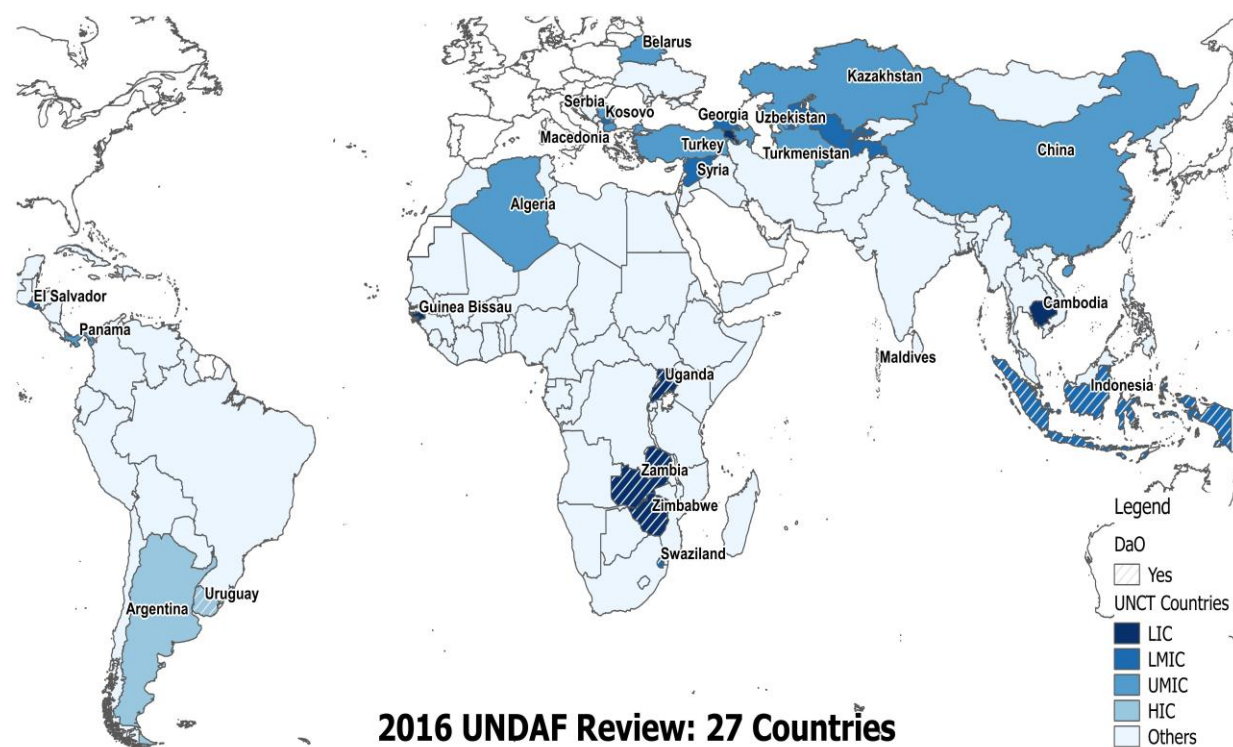 Belarus
Kazakhstan
Serbia
Kosovo
Georgia
Uzbekistan
Macedonia
Turkey
Turkmenistan
China
Syria
Algeria
El Salvador
Guinea Bissau
Cambodia
Panama
Maldives
Uganda
Indonesia
Zambia
Zimbabwe
Swaziland
Uruguay
Argentina
Legend
DaO
Yes
UNCT Countries
LIC
LMIC
UMIC
HIC
Others
2016 UNDAF Review: 27 Countries